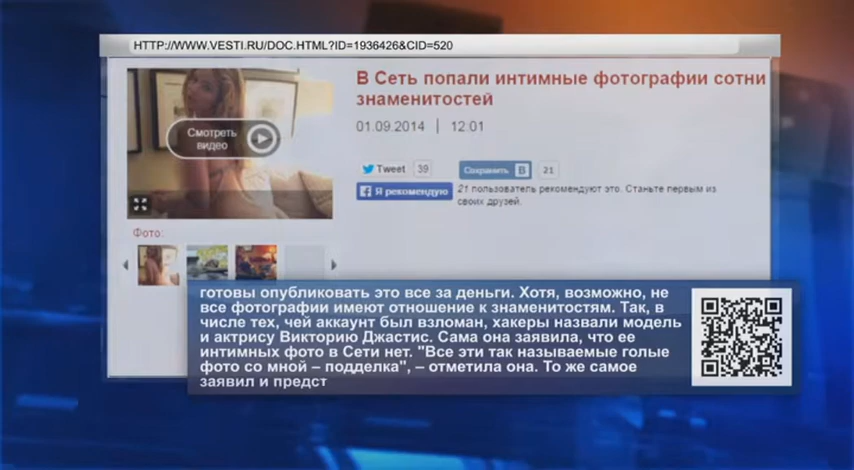 HTTP://WWW.VESTI.RU/DOC.HTML?ID=1936426&CID=520
В Сеть попали интимные фотографии сотни
знаменитостей
01.09.2014 | 12:01
Смотреть
видео
Tweet 39
Сохранить В 21
Я рекомендую
21 пользователь рекомендуют это. Станьте первым из
своих друзей.
Фото:
готовы опубликовать это все за деньги. Хотя, возможно, не
все фотографии имеют отношение к знаменитостям. Так, в
числе тех, чей аккаунт был взломан, хакеры назвали модель
и актрису Викторию Джастис. Сама она заявила, что ее
интимных фото в Сети нет. "Все эти так называемые голые
фото со мной – подделка", – отметила она. То же самое
заявил и предст